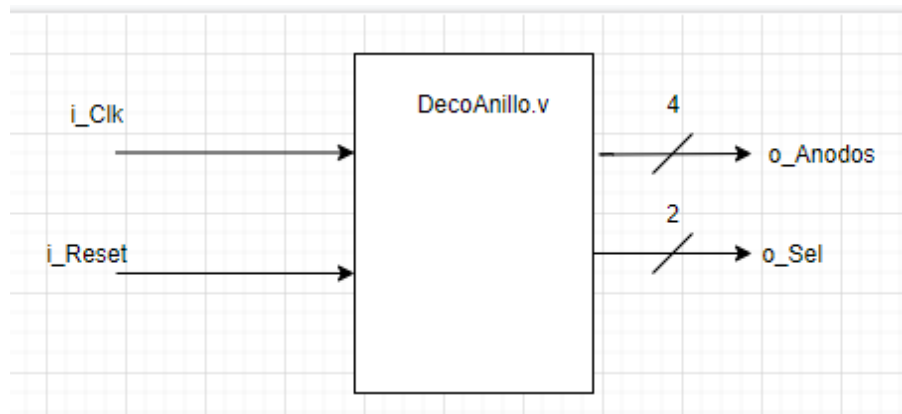 DecoAnillo.v
i_Clk
4
o_Anodos
i_Reset
2
o_Sel